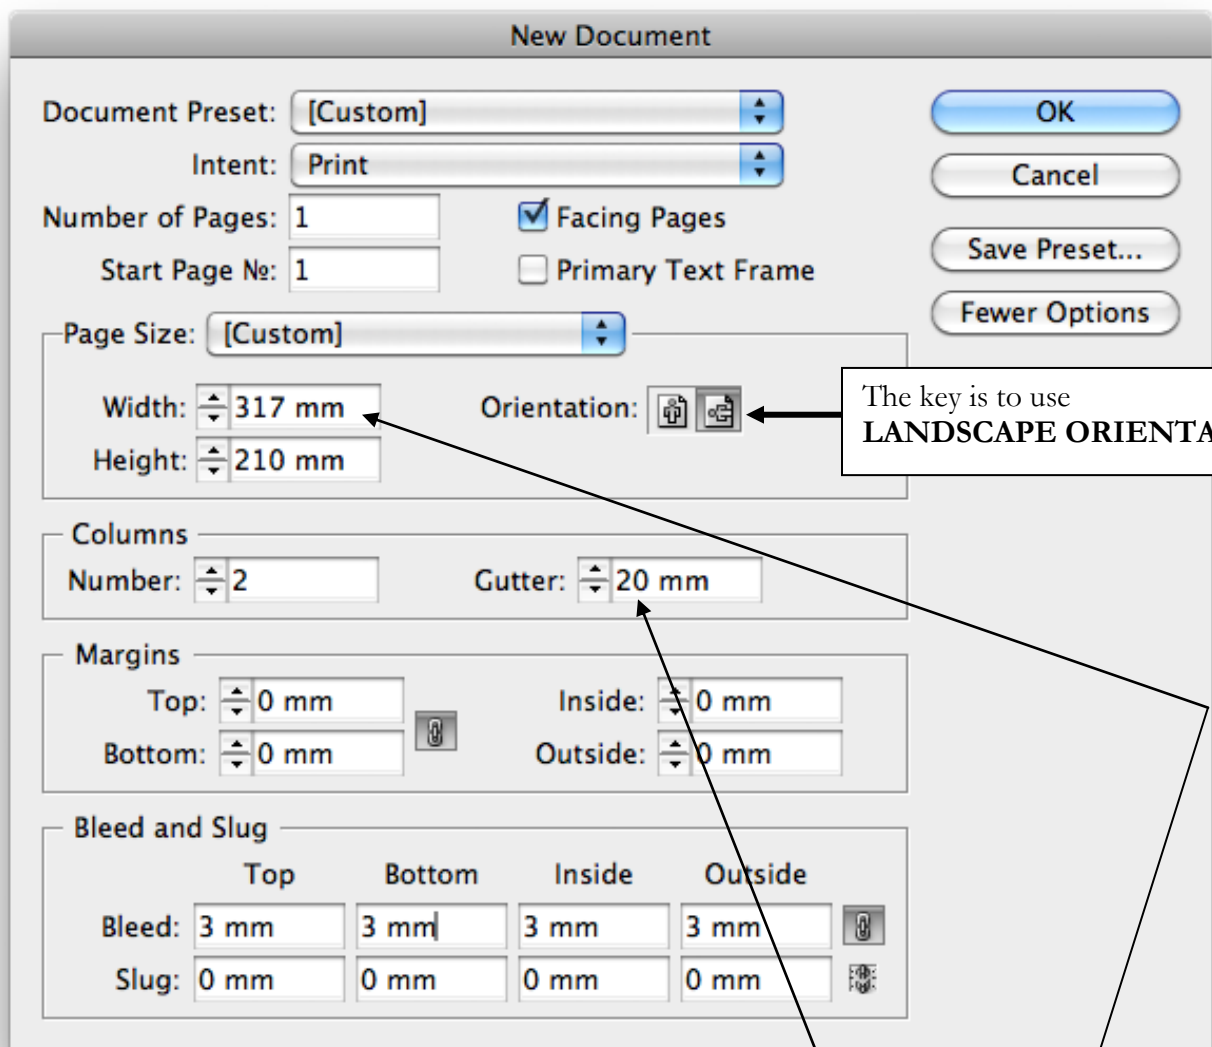 New Document
Document Preset: [Custom]
OK
Intent: Print
Cancel
Number of Pages: 1
Facing Pages
Save Preset...
Start Page №: 1
Primary Text Frame
Fewer Options
Page Size: [Custom]
Width: 317 mm
Orientation:
The key is to use
LANDSCAPE ORIENTA
Height: 210 mm
Columns
Number: 2
Gutter: 20 mm
Margins
Top: 0 mm
Inside: 0 mm
Bottom: 0 mm
Outside: 0 mm
Bleed and Slug
Top Bottom Inside Outside
Bleed: 3 mm 3 mm 3 mm 3 mm
Slug: 0 mm 0 mm 0 mm 0 mm